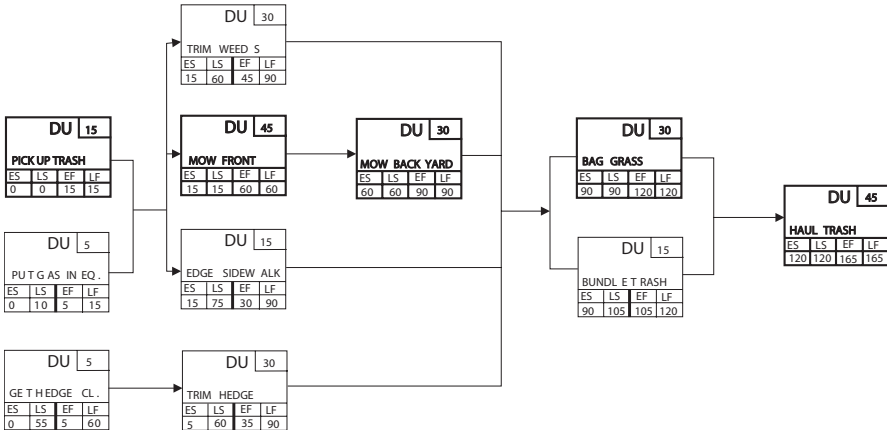 DU 30
TRIM WEED S
ES LS EF LF
15 60 45 90
DU 15
PICK UP TRASH
ES LS EF LF
0 0 15 15
DU 45
MOW FRONT
ES LS EF LF
15 15 60 60
DU 30
MOW BACK YARD
ES LS EF LF
60 60 90 90
DU 30
BAG GRASS
ES LS EF LF
90 90 120 120
DU 45
HAUL TRASH
ES LS EF LF
120 120 165 165
DU 5
PU T G AS IN EQ .
ES LS EF LF
0 10 5 15
DU 15
EDGE SIDEW ALK
ES LS EF LF
15 75 30 90
DU 15
BUNDL E T RASH
ES LS EF LF
90 105 105 120
DU 5
GE T H EDGE CL .
ES LS EF LF
0 55 5 60
DU 30
TRIM HEDGE
ES LS EF LF
5 60 35 90